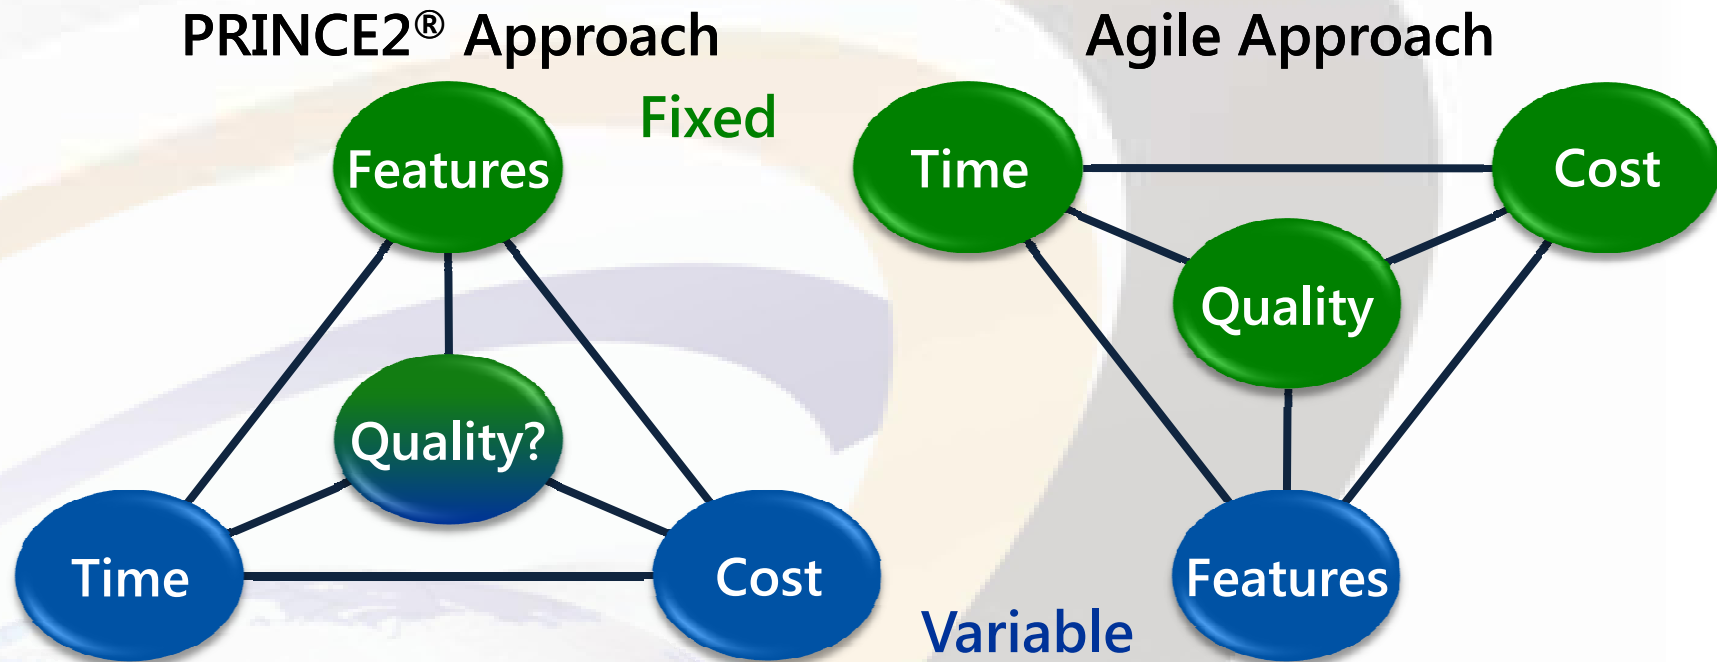 PRINCE2® Approach
Agile Approach
Fixed
Features
Time
Cost
Quality
Quality?
Time
Cost
Features
Variable